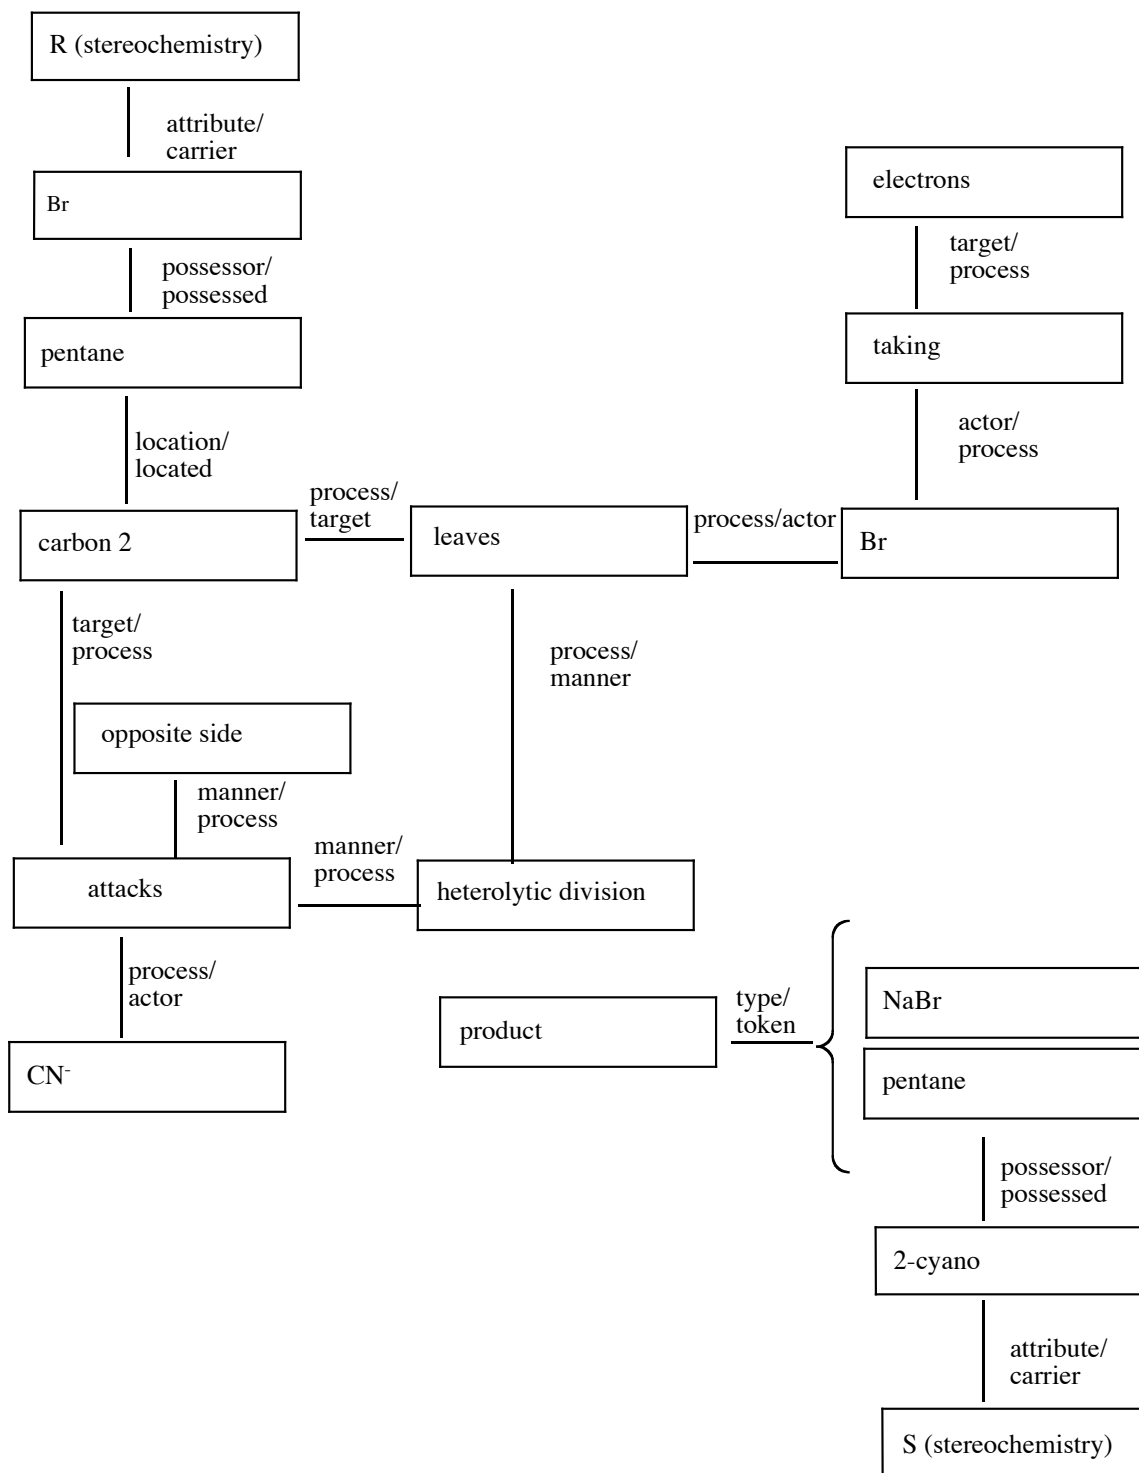 R (stereochemistry)
attribute/
carrier
Br
possessor/
possessed
pentane
location/
located
carbon 2
process/
target
leaves
process/actor
Br
actor/
process
taking
target/
process
electrons
target/
process
opposite side
manner/
process
process/
manner
attacks
manner/
process
heterolytic division
process/
actor
CN-
product
type/
token
NaBr
pentane
possessor/
possessed
2-cyano
attribute/
carrier
S (stereochemistry)